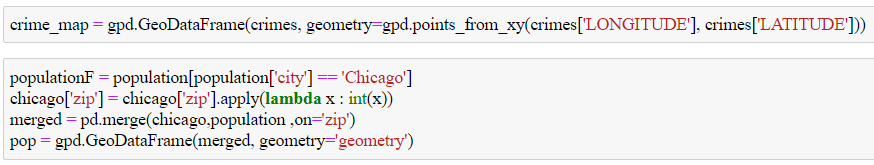 crime_map = gpd.GeoDataFrame(crimes, geometry=gpd.points_from_xy(crimes['LONGITUDE'], crimes['LATITUDE']))
populationF = population[population['city'] == 'Chicago']
chicago['zip'] = chicago['zip'].apply(lambda x : int(x))
merged = pd.merge(chicago,population ,on='zip')
pop = gpd.GeoDataFrame(merged, geometry='geometry')